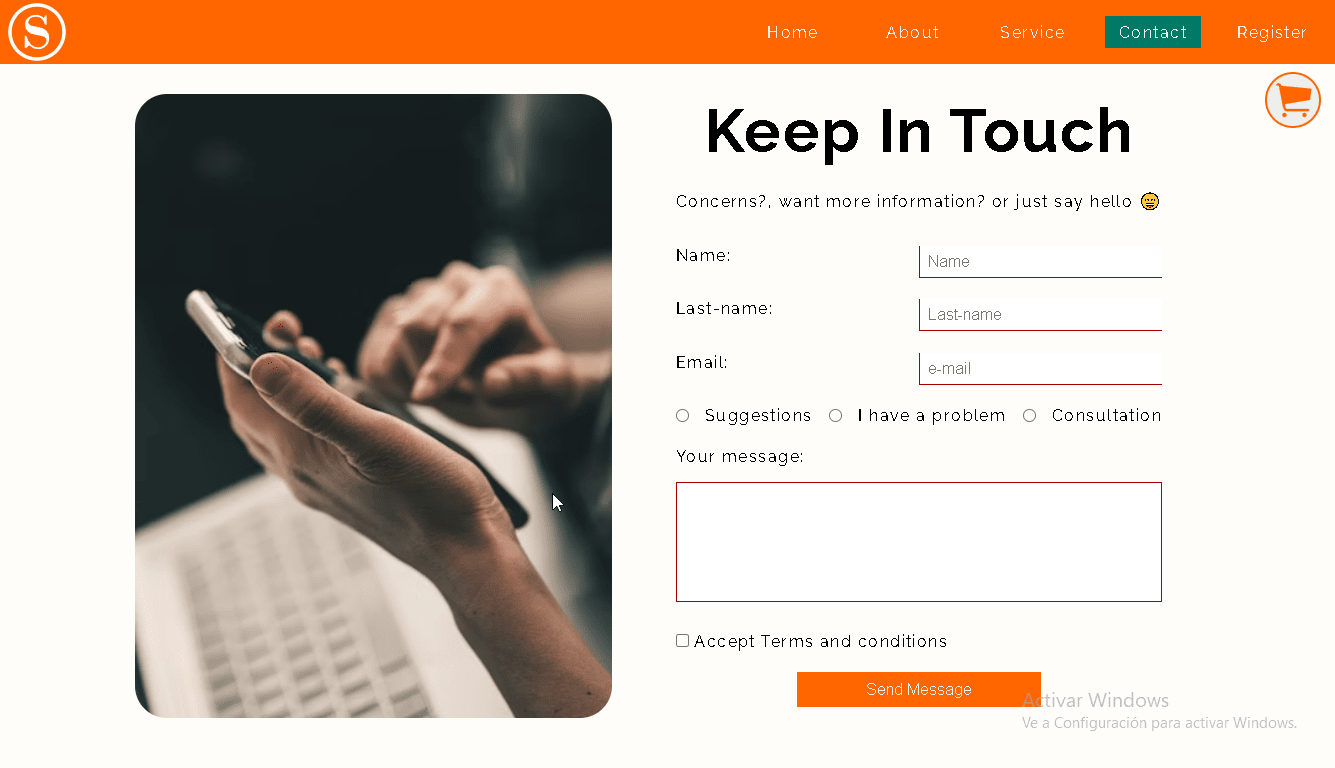 S
Home About Service Contact Register
Keep In Touch
Concerns?, want more information? or just say hello 😄
Name: Name
Last-name: Last-name
Email: e-mail
Suggestions I have a problem Consultation
Your message:
Accept Terms and conditions
Send Message
Activar Windows
Ve a Configuración para activar Windows.